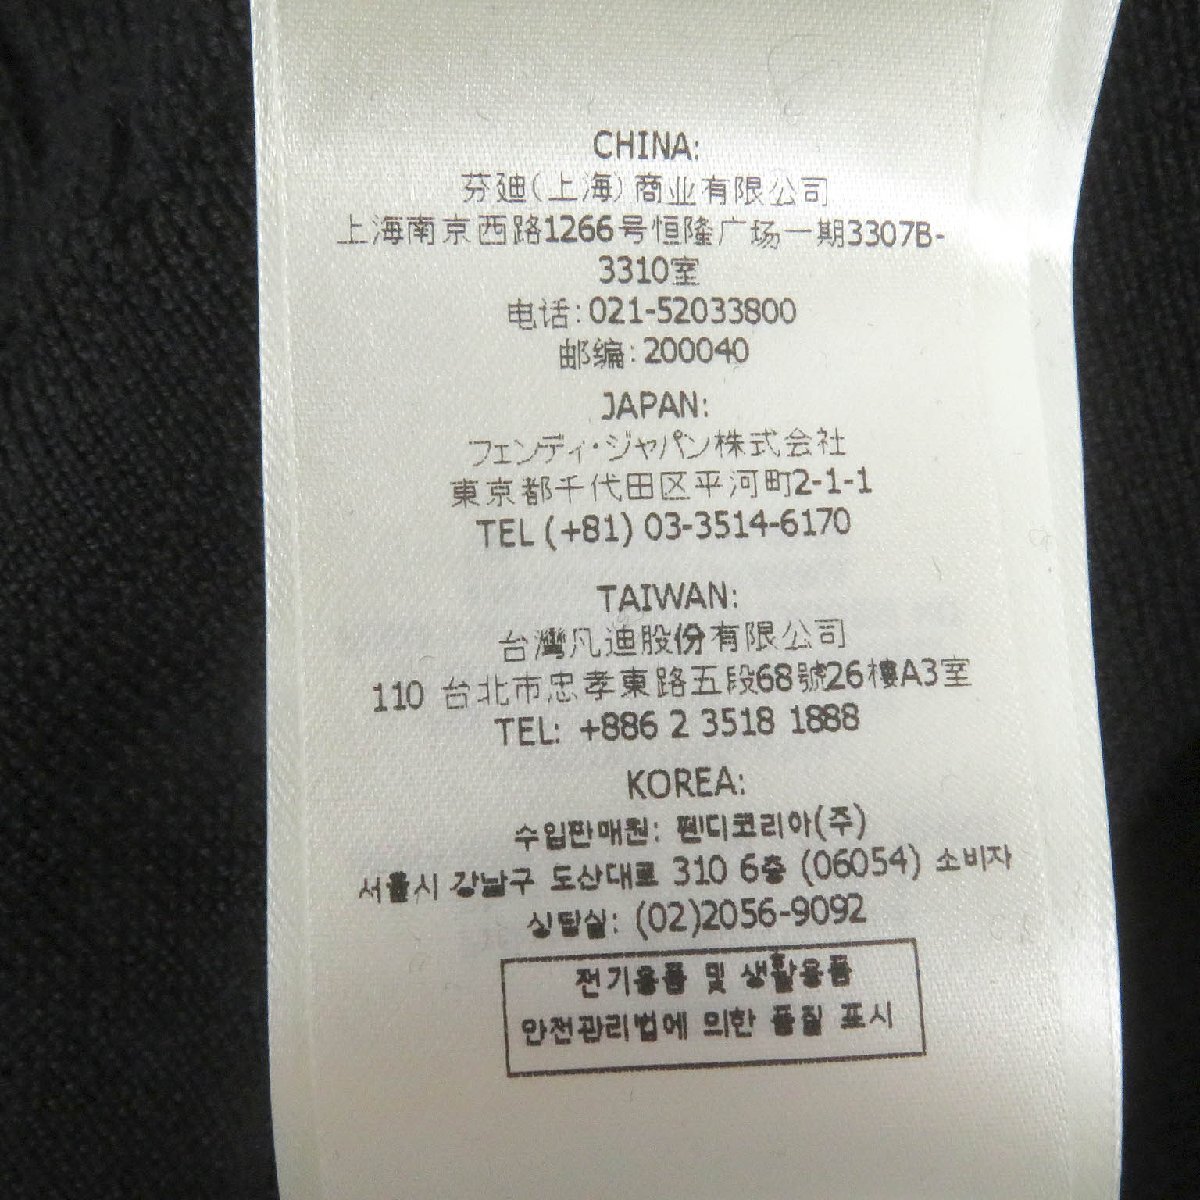 CHINA:
芬迪(上海)商业有限公司
上海南京西路1266号恒隆广场一期3307B-
3310室
电话:021-52033800
邮编:200040
JAPAN:
フェンディ・ジャパン株式会社
東京都千代田区平河町2-1-1
TEL (+81) 03-3514-6170
TAIWAN:
台灣凡迪股份有限公司
110 台北市忠孝東路五段68號26樓A3室
TEL: +886 2 3518 1888
KOREA:
수입판매원: 펜디코리아(주)
서울시 강남구 도산대로 310 6층 (06054) 소비자
상담실: (02)2056-9092
전기용품 및 생활용품
안전관리법에 의한 품질 표시